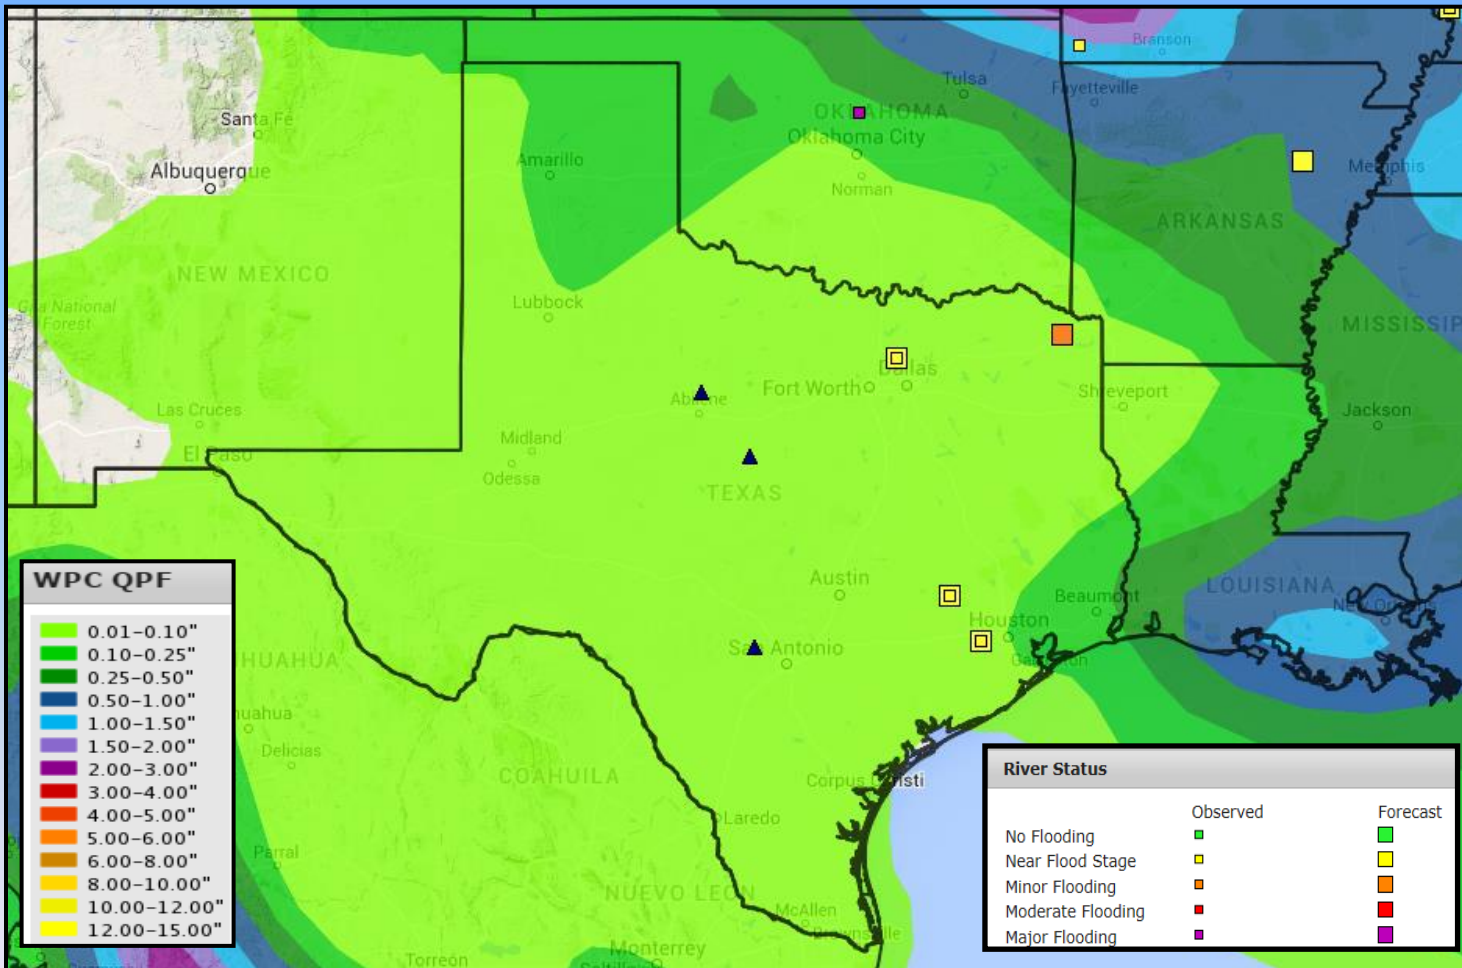 Branson
Tulsa
Fayetteville
OKLAHOMA
Santa Fe
Oklahoma City
Amarillo
Albuquerque
Memphis
Norman
ARKANSAS
NEW MEXICO
Gila National
Forest
Lubbock
MISSISSIP
Dallas
Fort Worth
Abilene
Shreveport
Las Cruces
Jackson
Midland
El Paso
Odessa
TEXAS
Austin
LOUISIANA
Beaumont
New Orleans
Houston
San Antonio
Galveston
HUAHUA
huahua
Delicias
COAHUILA
Corpus Christi
Laredo
Parral
NUEVO LEON
McAllen
Brownsville
Monterrey
Torreón
Saltillo
WPC QPF
0.01-0.10"
0.10-0.25"
0.25-0.50"
0.50-1.00"
1.00-1.50"
1.50-2.00"
2.00-3.00"
3.00-4.00"
4.00-5.00"
5.00-6.00"
6.00-8.00"
8.00-10.00"
10.00-12.00"
12.00-15.00"
River Status
Observed Forecast
No Flooding
Near Flood Stage
Minor Flooding
Moderate Flooding
Major Flooding